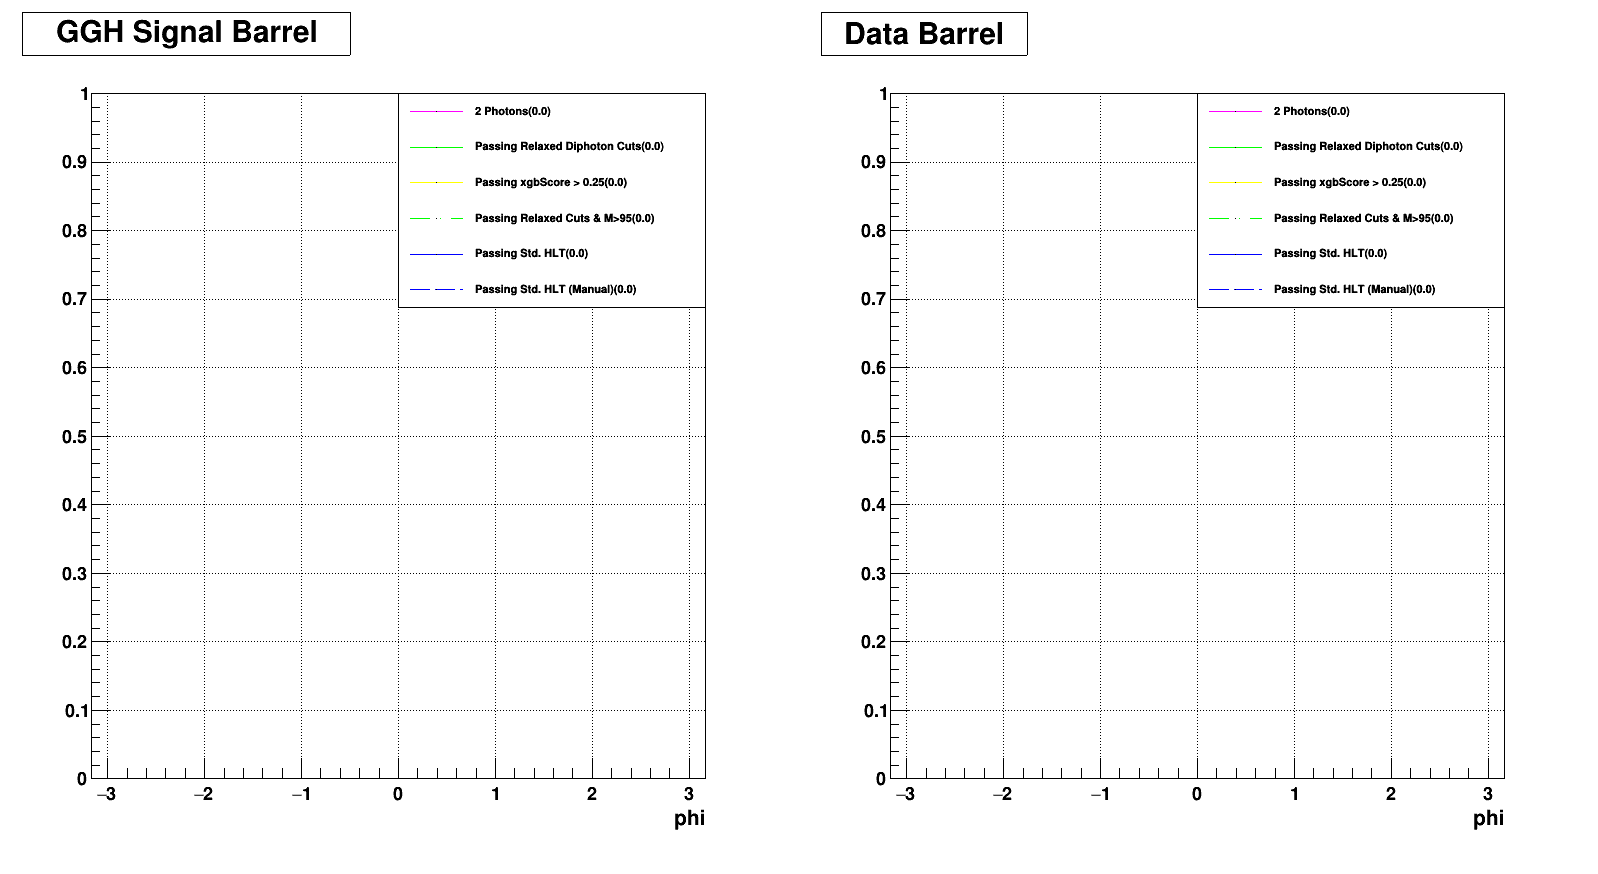 GGH Signal Barrel
1
0.9
0.8
0.7
0.6
0.5
0.4
0.3
0.2
0.1
0
2 Photons(0.0)
Passing Relaxed Diphoton Cuts(0.0)
Passing xgbScore > 0.25(0.0)
Passing Relaxed Cuts & M>95(0.0)
Passing Std. HLT(0.0)
Passing Std. HLT (Manual)(0.0)
−3 −2 −1 0 1 2 3
phi
Data Barrel
1
0.9
0.8
0.7
0.6
0.5
0.4
0.3
0.2
0.1
0
2 Photons(0.0)
Passing Relaxed Diphoton Cuts(0.0)
Passing xgbScore > 0.25(0.0)
Passing Relaxed Cuts & M>95(0.0)
Passing Std. HLT(0.0)
Passing Std. HLT (Manual)(0.0)
−3 −2 −1 0 1 2 3
phi